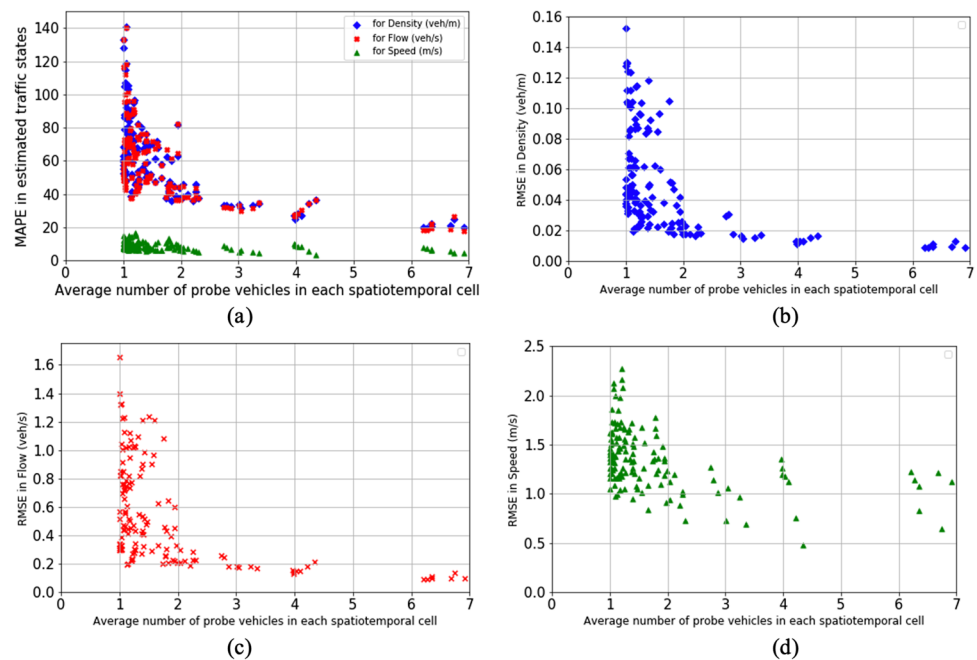 MAPE in estimated traffic states
140
120
100
80
60
40
20
0
0 1 2 3 4 5 6 7
for Density (veh/m)
for Flow (veh/s)
for Speed (m/s)
Average number of probe vehicles in each spatiotemporal cell
(a)
RMSE in Density (veh/m)
0.16
0.14
0.12
0.10
0.08
0.06
0.04
0.02
0.00
0 1 2 3 4 5 6 7
Average number of probe vehicles in each spatiotemporal cell
(b)
RMSE in Flow (veh/s)
1.6
1.4
1.2
1.0
0.8
0.6
0.4
0.2
0.0
0 1 2 3 4 5 6 7
Average number of probe vehicles in each spatiotemporal cell
(c)
RMSE in Speed (m/s)
2.5
2.0
1.5
1.0
0.5
0.0
0 1 2 3 4 5 6 7
Average number of probe vehicles in each spatiotemporal cell
(d)